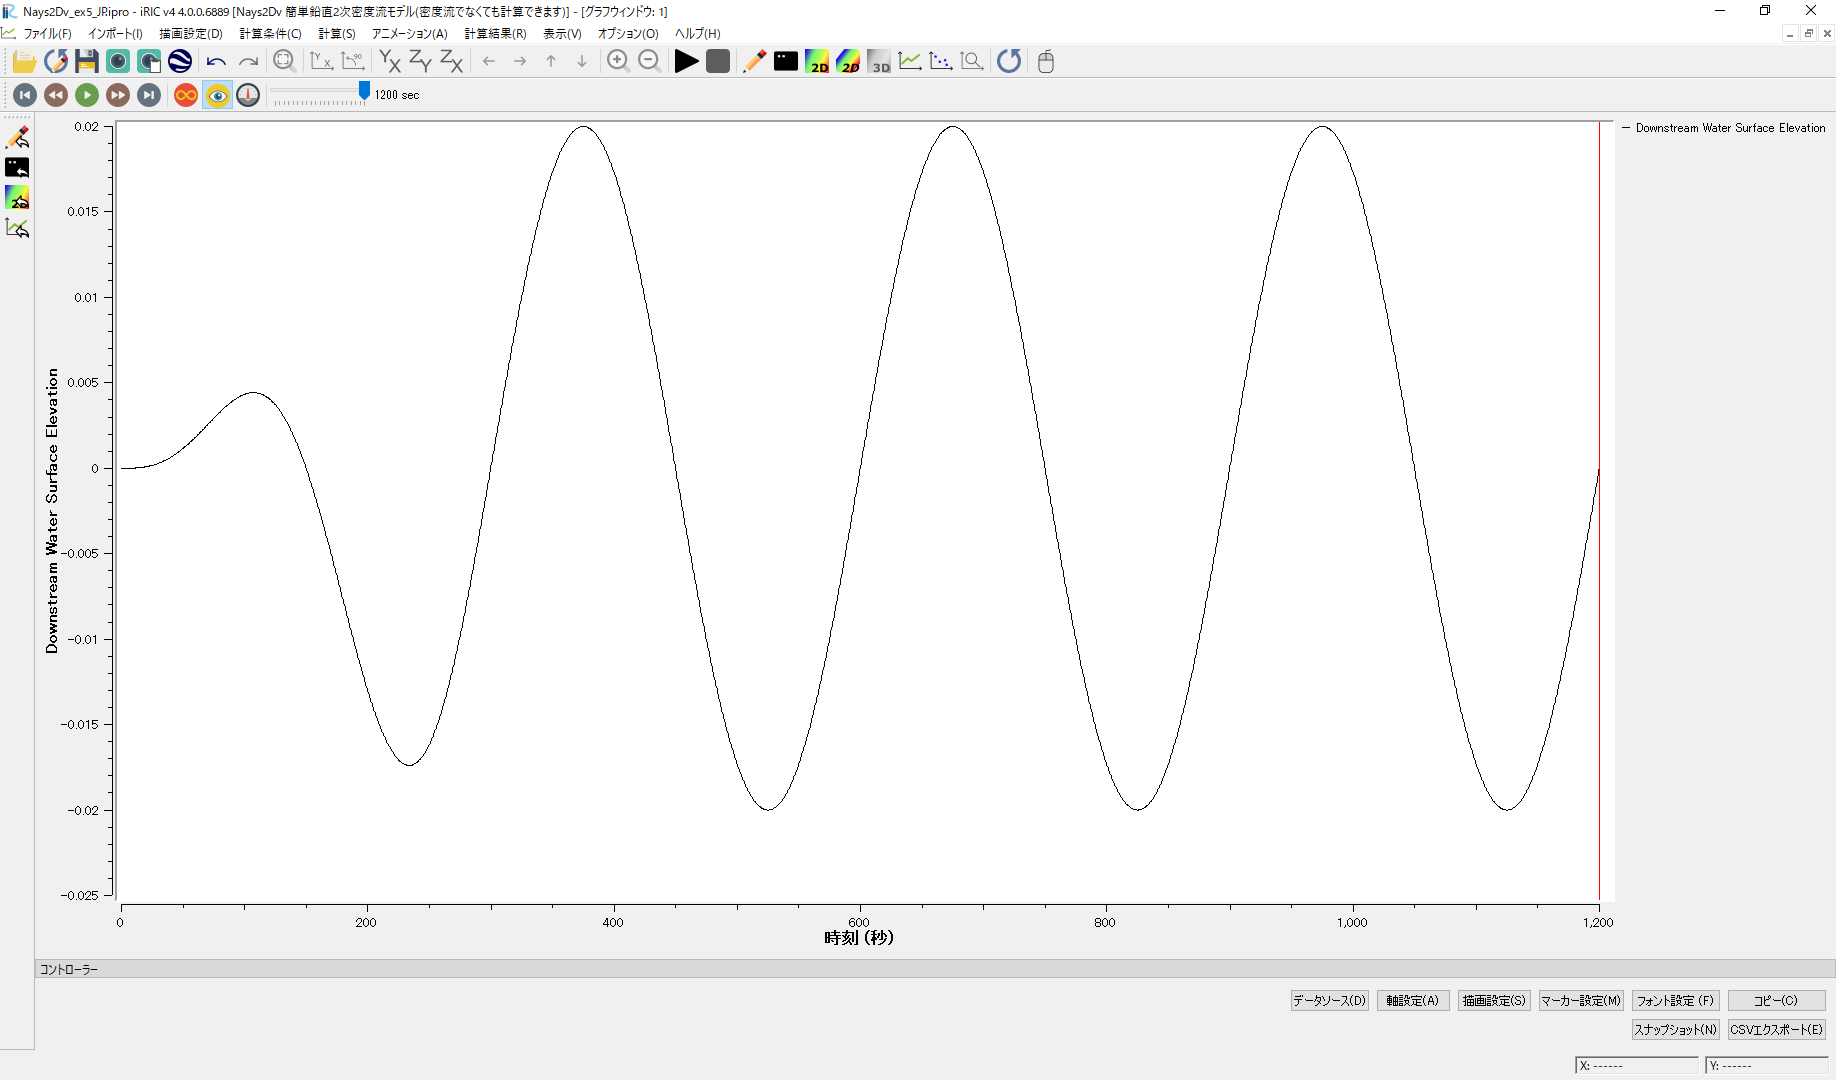 Nays2Dv_ex5_JP.ipro - iRIC v4 4.0.0.6889 [Nays2Dv 簡単鉛直2次密度流モデル(密度流でなくても計算できます)] - [グラフウィンドウ: 1]
ファイル(F) インポート(I) 描画設定(D) 計算条件(C) 計算(S) アニメーション(A) 計算結果(R) 表示(V) オプション(O) ヘルプ(H)
Y X Y -90 X YX ZY ZX 2D 2D 3D
1200 sec
Downstream Water Surface Elevation
0.02
0.015
0.01
0.005
0
-0.005
-0.01
-0.015
-0.02
-0.025
Downstream Water Surface Elevation
0 200 400 600 800 1,000 1,200
時刻 (秒)
コントローラー
データソース(D) 軸設定(A) 描画設定(S) マーカー設定(M) フォント設定 (F) コピー(C)
スナップショット(N) CSVエクスポート(E)
X: ------ Y: ------